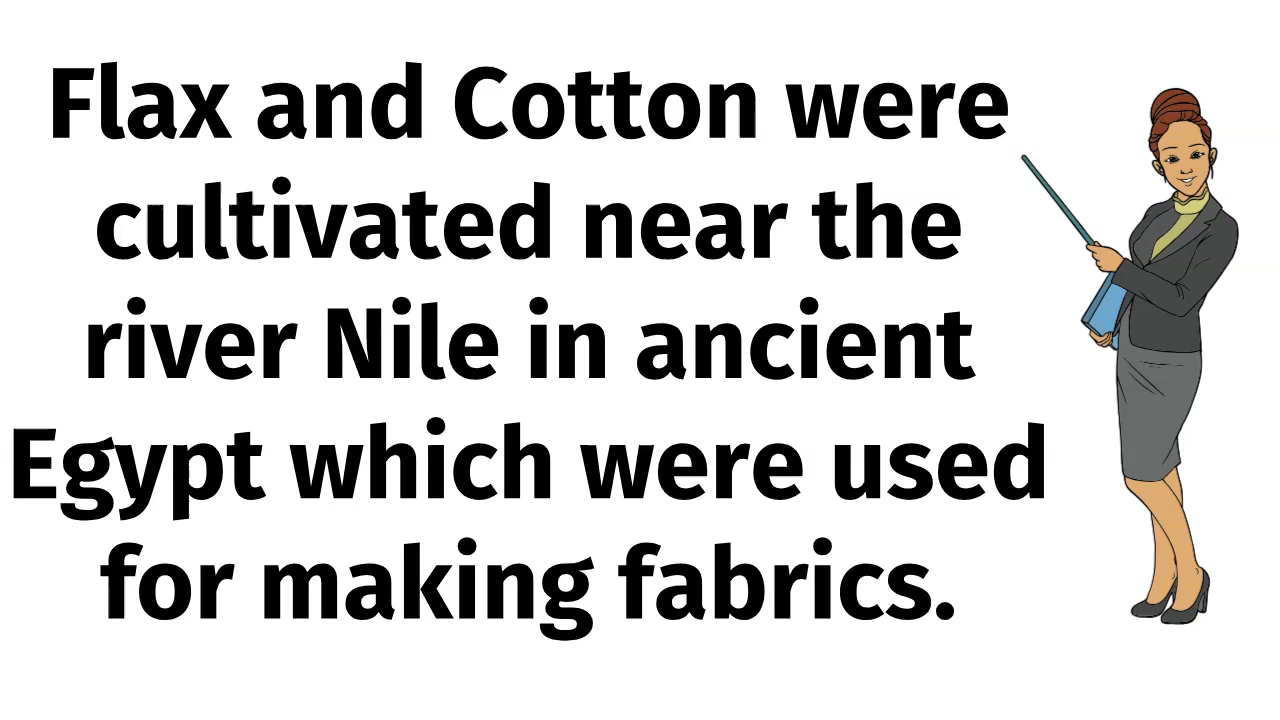 Flax and Cotton were
cultivated near the
river Nile in ancient
Egypt which were used
for making fabrics.